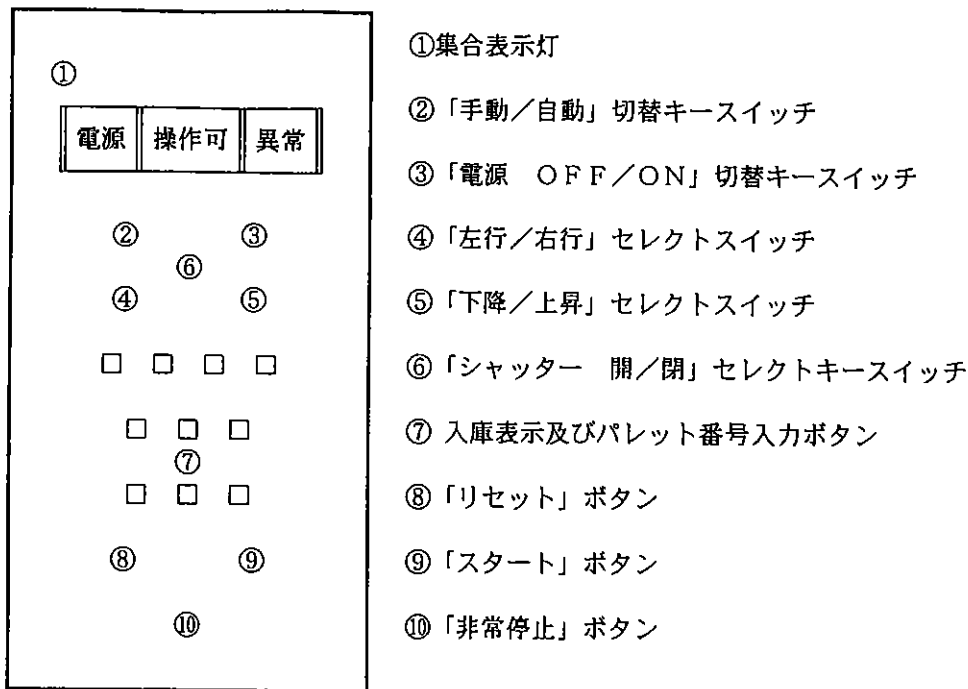 ①
電源 操作可 異常
② ③
⑥
④ ⑤
⑦
⑧ ⑨
⑩
①集合表示灯
②「手動／自動」切替キースイッチ
③「電源　ＯＦＦ／ＯＮ」切替キースイッチ
④「左行／右行」セレクトスイッチ
⑤「下降／上昇」セレクトスイッチ
⑥「シャッター　開／閉」セレクトキースイッチ
⑦ 入庫表示及びパレット番号入力ボタン
⑧「リセット」ボタン
⑨「スタート」ボタン
⑩「非常停止」ボタン